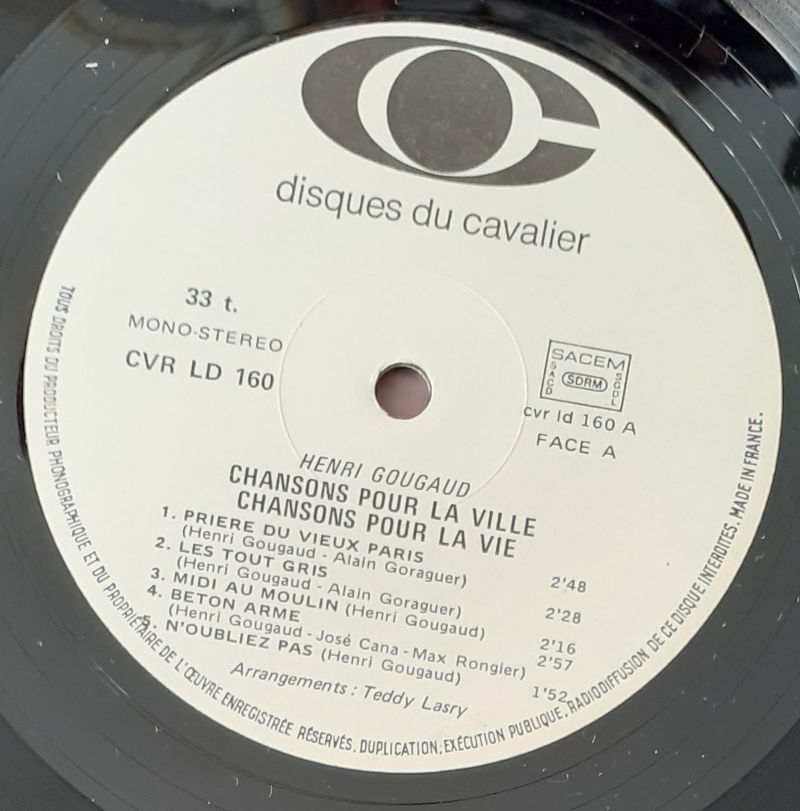 disques du cavalier
33 t.
MONO-STEREO
CVR LD 160
SACEM
SACD
SDRM
SGDL
cvr ld 160 A
FACE A
HENRI GOUGAUD
CHANSONS POUR LA VILLE
CHANSONS POUR LA VIE
1. PRIERE DU VIEUX PARIS
(Henri Gougaud - Alain Goraguer) 2'48
2. LES TOUT GRIS
(Henri Gougaud - Alain Goraguer) 2'28
3. MIDI AU MOULIN (Henri Gougaud) 2'16
4. BETON ARME
(Henri Gougaud - José Cana - Max Rongier) 2'57
5. N'OUBLIEZ PAS (Henri Gougaud) 1'52
Arrangements : Teddy Lasry
TOUS DROITS DU PRODUCTEUR PHONOGRAPHIQUE ET DU PROPRIÉTAIRE DE L'ŒUVRE ENREGISTRÉE RÉSERVÉS. DUPLICATION, EXÉCUTION PUBLIQUE, RADIODIFFUSION DE CE DISQUE INTERDITES. MADE IN FRANCE.